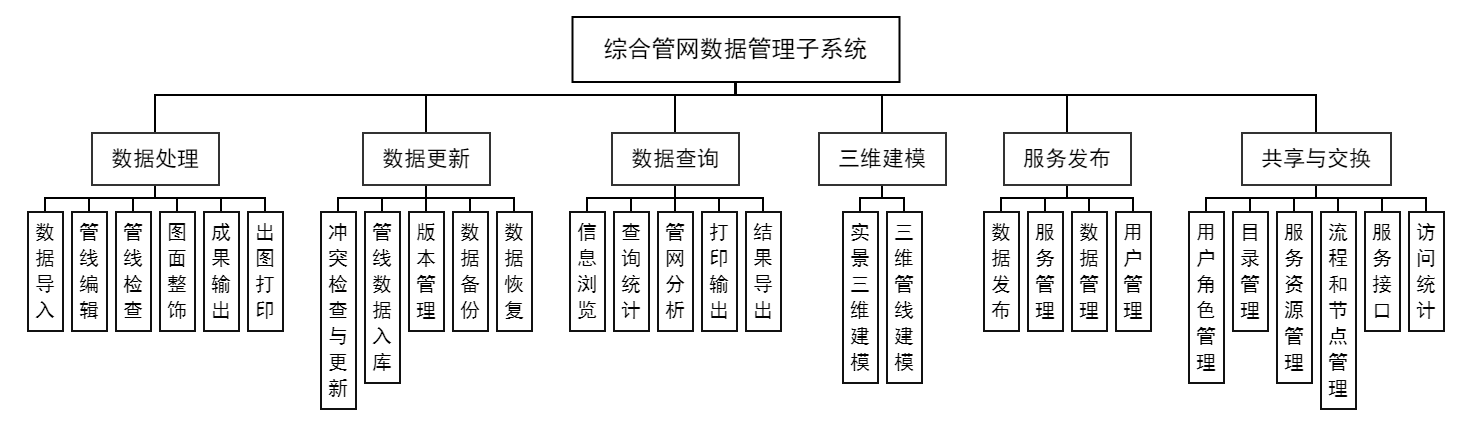 综合管网数据管理子系统
数据处理
数据更新
数据查询
三维建模
服务发布
共享与交换
数据导入
管线编辑
管线检查
图面整饰
成果输出
出图打印
冲突检查与更新
管线数据入库
版本管理
数据备份
数据恢复
信息浏览
查询统计
管网分析
打印输出
结果导出
实景三维建模
三维管线建模
数据发布
服务管理
数据管理
用户管理
用户角色管理
目录管理
服务资源管理
流程和节点管理
服务接口
访问统计